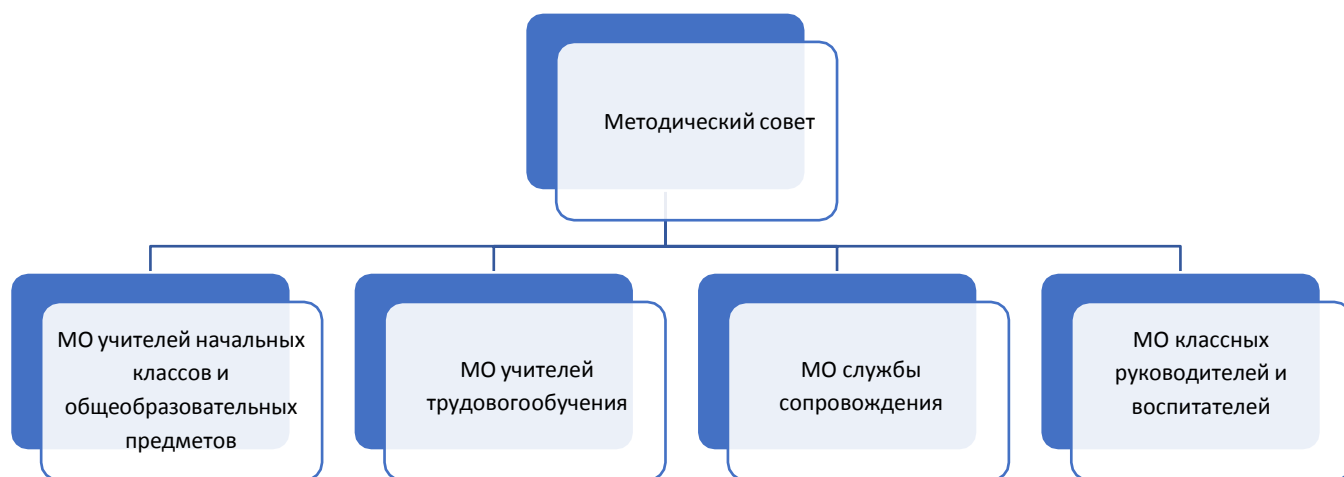 Методический совет
МО учителей начальных
классов и
общеобразовательных
предметов
МО учителей
трудовогообучения
МО службы
сопровождения
МО классных
руководителей и
воспитателей